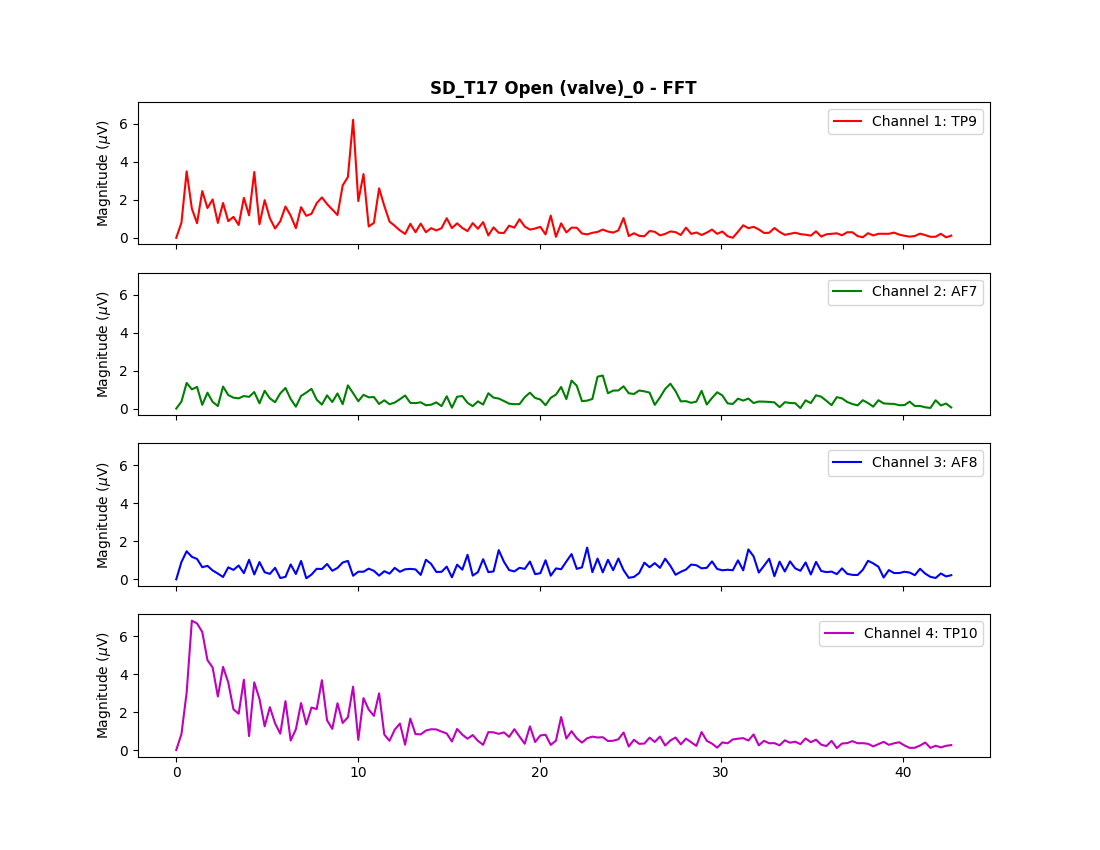 SD_T17 Open (valve)_0 - FFT
Magnitude (μV)
6
4
2
0
Channel 1: TP9
Magnitude (μV)
6
4
2
0
Channel 2: AF7
Magnitude (μV)
6
4
2
0
Channel 3: AF8
Magnitude (μV)
6
4
2
0
Channel 4: TP10
0 10 20 30 40